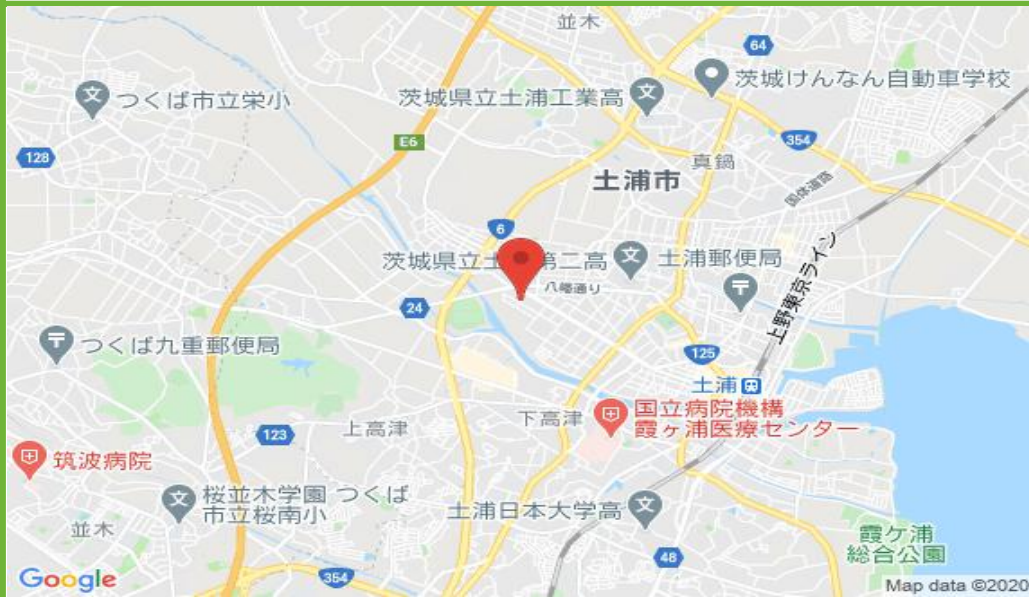 並木
64
茨城けんなん自動車学校
つくば市立栄小
茨城県立土浦工業高
E6
354
128
真鍋
土浦市
国体道路
6
茨城県立土
第二高
土浦郵便局
八幡通り
上野東京ライン
24
つくば九重郵便局
125
土浦
国立病院機構
霞ヶ浦医療センター
下高津
上高津
123
筑波病院
桜並木学園 つくば
市立桜南小
土浦日本大学高
並木
霞ケ浦
総合公園
48
354
Google
Map data ©2020